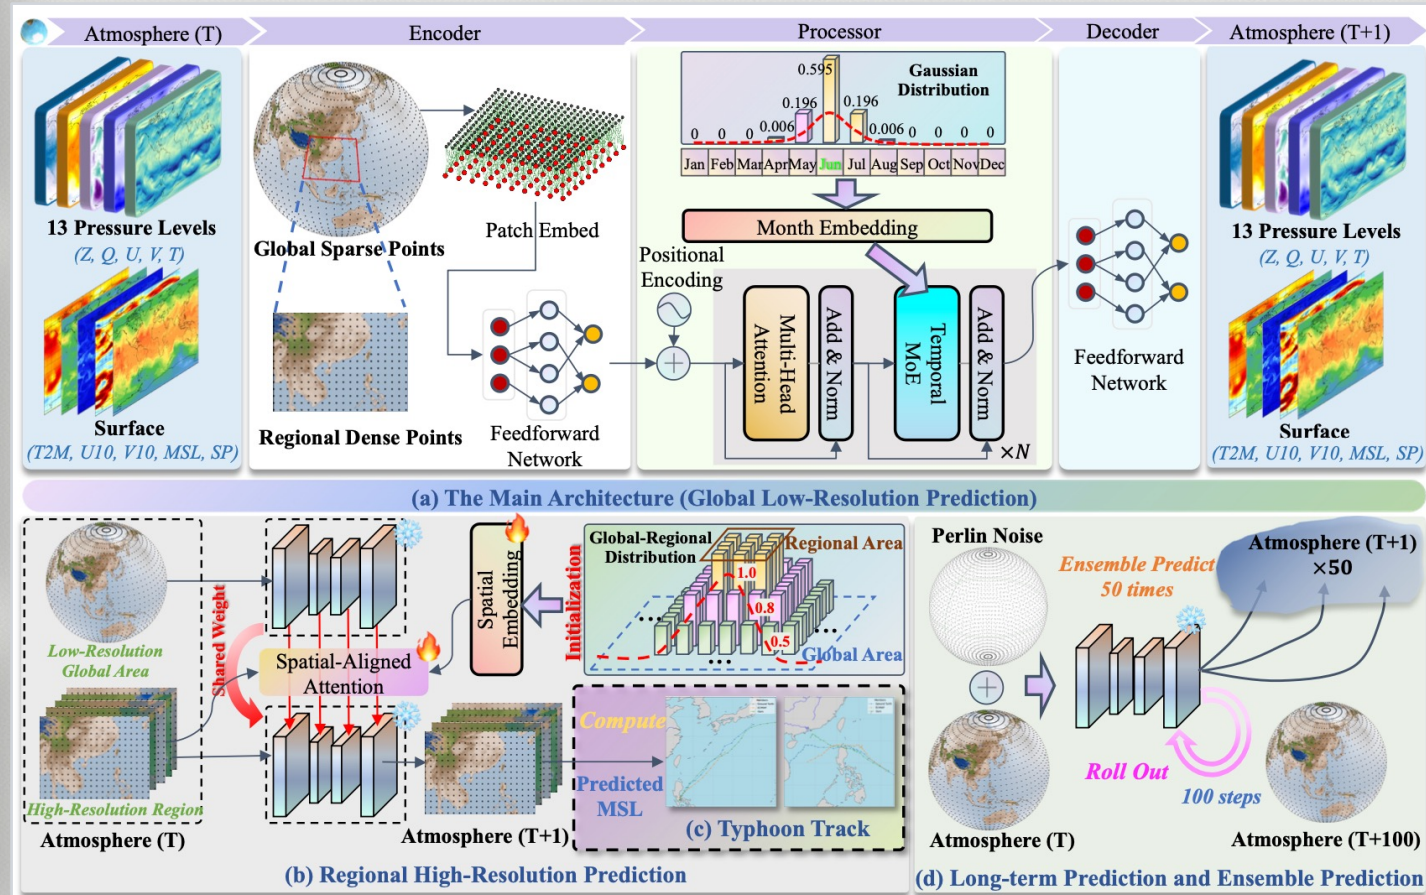 Atmosphere (T)
Encoder
Processor
Decoder
Atmosphere (T+1)
13 Pressure Levels
(Z, Q, U, V, T)
Surface
(T2M, U10, V10, MSL, SP)
Global Sparse Points
Regional Dense Points
Patch Embed
Feedforward
Network
Gaussian
Distribution
0 0 0 0.006 0.196 0.595 0.196 0.006 0 0 0 0
Jan Feb Mar Apr May Jun Jul Aug Sep Oct Nov Dec
Month Embedding
Positional
Encoding
Multi-Head
Attention
Add & Norm
Temporal
MoE
Add & Norm
×N
Feedforward
Network
13 Pressure Levels
(Z, Q, U, V, T)
Surface
(T2M, U10, V10, MSL, SP)
(a) The Main Architecture (Global Low-Resolution Prediction)
Low-Resolution
Global Area
High-Resolution Region
Atmosphere (T)
Shared Weight
Spatial-Aligned
Attention
Spatial
Embedding
Initialization
Global-Regional
Distribution
Regional Area
1.0
0.8
0.5
Global Area
Atmosphere (T+1)
Compute
Predicted
MSL
(c) Typhoon Track
(b) Regional High-Resolution Prediction
Perlin Noise
Atmosphere (T)
Ensemble Predict
50 times
Atmosphere (T+1)
×50
Roll Out
100 steps
Atmosphere (T+100)
(d) Long-term Prediction and Ensemble Prediction